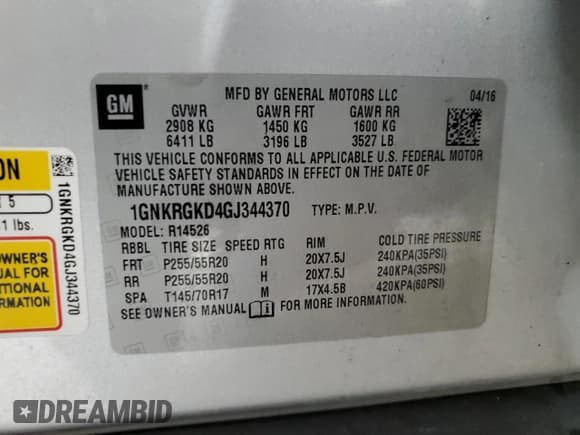 GM
MFD BY GENERAL MOTORS LLC 04/16
GVWR GAWR FRT GAWR RR
2908 KG 1450 KG 1600 KG
6411 LB 3196 LB 3527 LB
THIS VEHICLE CONFORMS TO ALL APPLICABLE U.S. FEDERAL MOTOR
VEHICLE SAFETY STANDARDS IN EFFECT ON THE DATE OF
MANUFACTURE SHOWN ABOVE.
1GNKRGKD4GJ344370 TYPE: M.P.V.
MODEL: R14526
RBBL TIRE SIZE SPEED RTG RIM COLD TIRE PRESSURE
FRT P255/55R20 H 20X7.5J 240KPA(35PSI)
RR P255/55R20 H 20X7.5J 240KPA(35PSI)
SPA T145/70R17 M 17X4.5B 420KPA(60PSI)
SEE OWNER'S MANUAL FOR MORE INFORMATION
ON
5
1 lbs.
OWNER'S
NUAL FOR
DITIONAL
RMATION
1GNKRGKD4GJ344370
DREAMBID